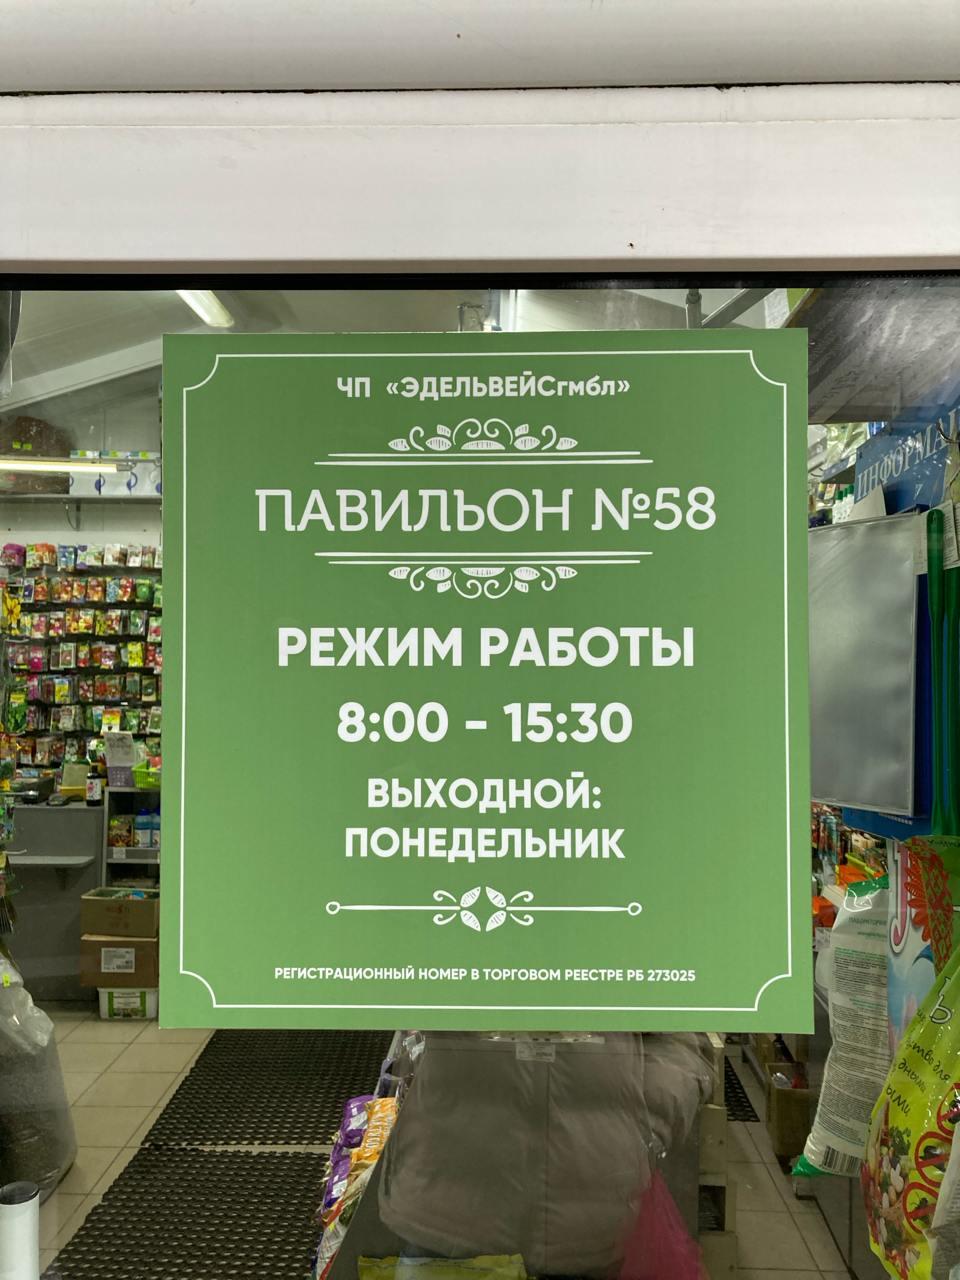 ЧП «ЭДЕЛЬВЕЙСгмбл»
ПАВИЛЬОН №58
РЕЖИМ РАБОТЫ
8:00 - 15:30
ВЫХОДНОЙ:
ПОНЕДЕЛЬНИК
РЕГИСТРАЦИОННЫЙ НОМЕР В ТОРГОВОМ РЕЕСТРЕ РБ 273025